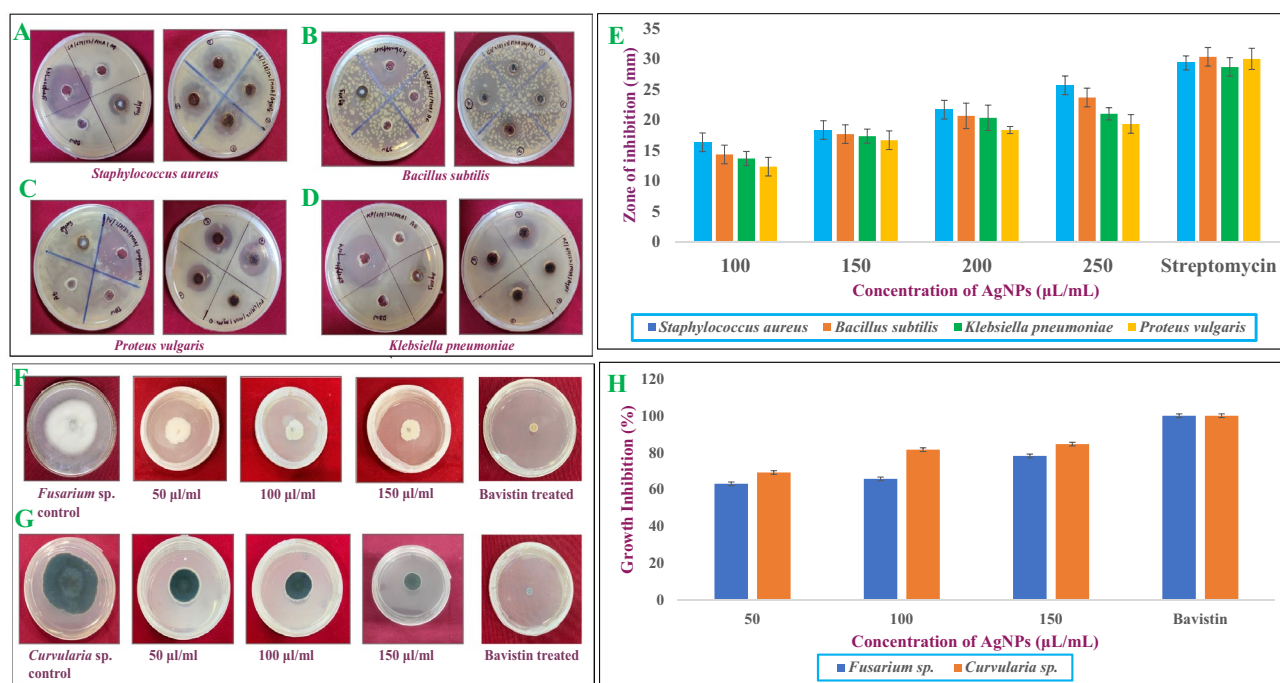 A
B
Staphylococcus aureus
Bacillus subtilis
C
D
Proteus vulgaris
Klebsiella pneumoniae
E
Zone of inhibition (mm)
35
30
25
20
15
10
5
0
100 150 200 250 Streptomycin
Concentration of AgNPs (µL/mL)
Staphylococcus aureus Bacillus subtilis Klebsiella pneumoniae Proteus vulgaris
F
Fusarium sp. control
50 µl/ml
100 µl/ml
150 µl/ml
Bavistin treated
G
Curvularia sp. control
50 µl/ml
100 µl/ml
150 µl/ml
Bavistin treated
H
Growth Inhibition (%)
120
100
80
60
40
20
0
50 100 150 Bavistin
Concentration of AgNPs (µL/mL)
Fusarium sp. Curvularia sp.